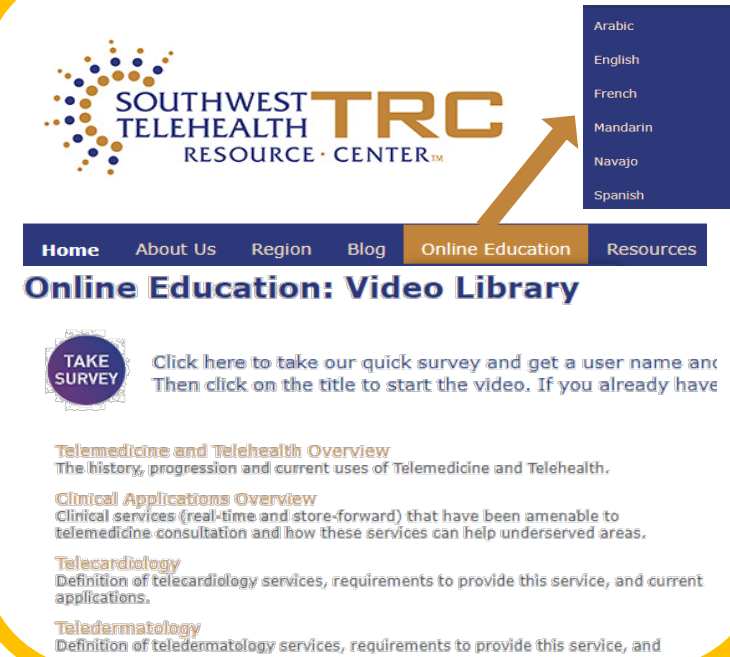 Arabic
English
French
Mandarin
Navajo
Spanish
SOUTHWEST TRC
TELEHEALTH
RESOURCE · CENTER™
Home About Us Region Blog Online Education Resources
Online Education: Video Library
TAKE
SURVEY
Click here to take our quick survey and get a user name and
Then click on the title to start the video. If you already have
Telemedicine and Telehealth Overview
The history, progression and current uses of Telemedicine and Telehealth.
Clinical Applications Overview
Clinical services (real-time and store-forward) that have been amenable to
telemedicine consultation and how these services can help underserved areas.
Telecardiology
Definition of telecardiology services, requirements to provide this service, and current
applications.
Teledermatology
Definition of teledermatology services, requirements to provide this service, and